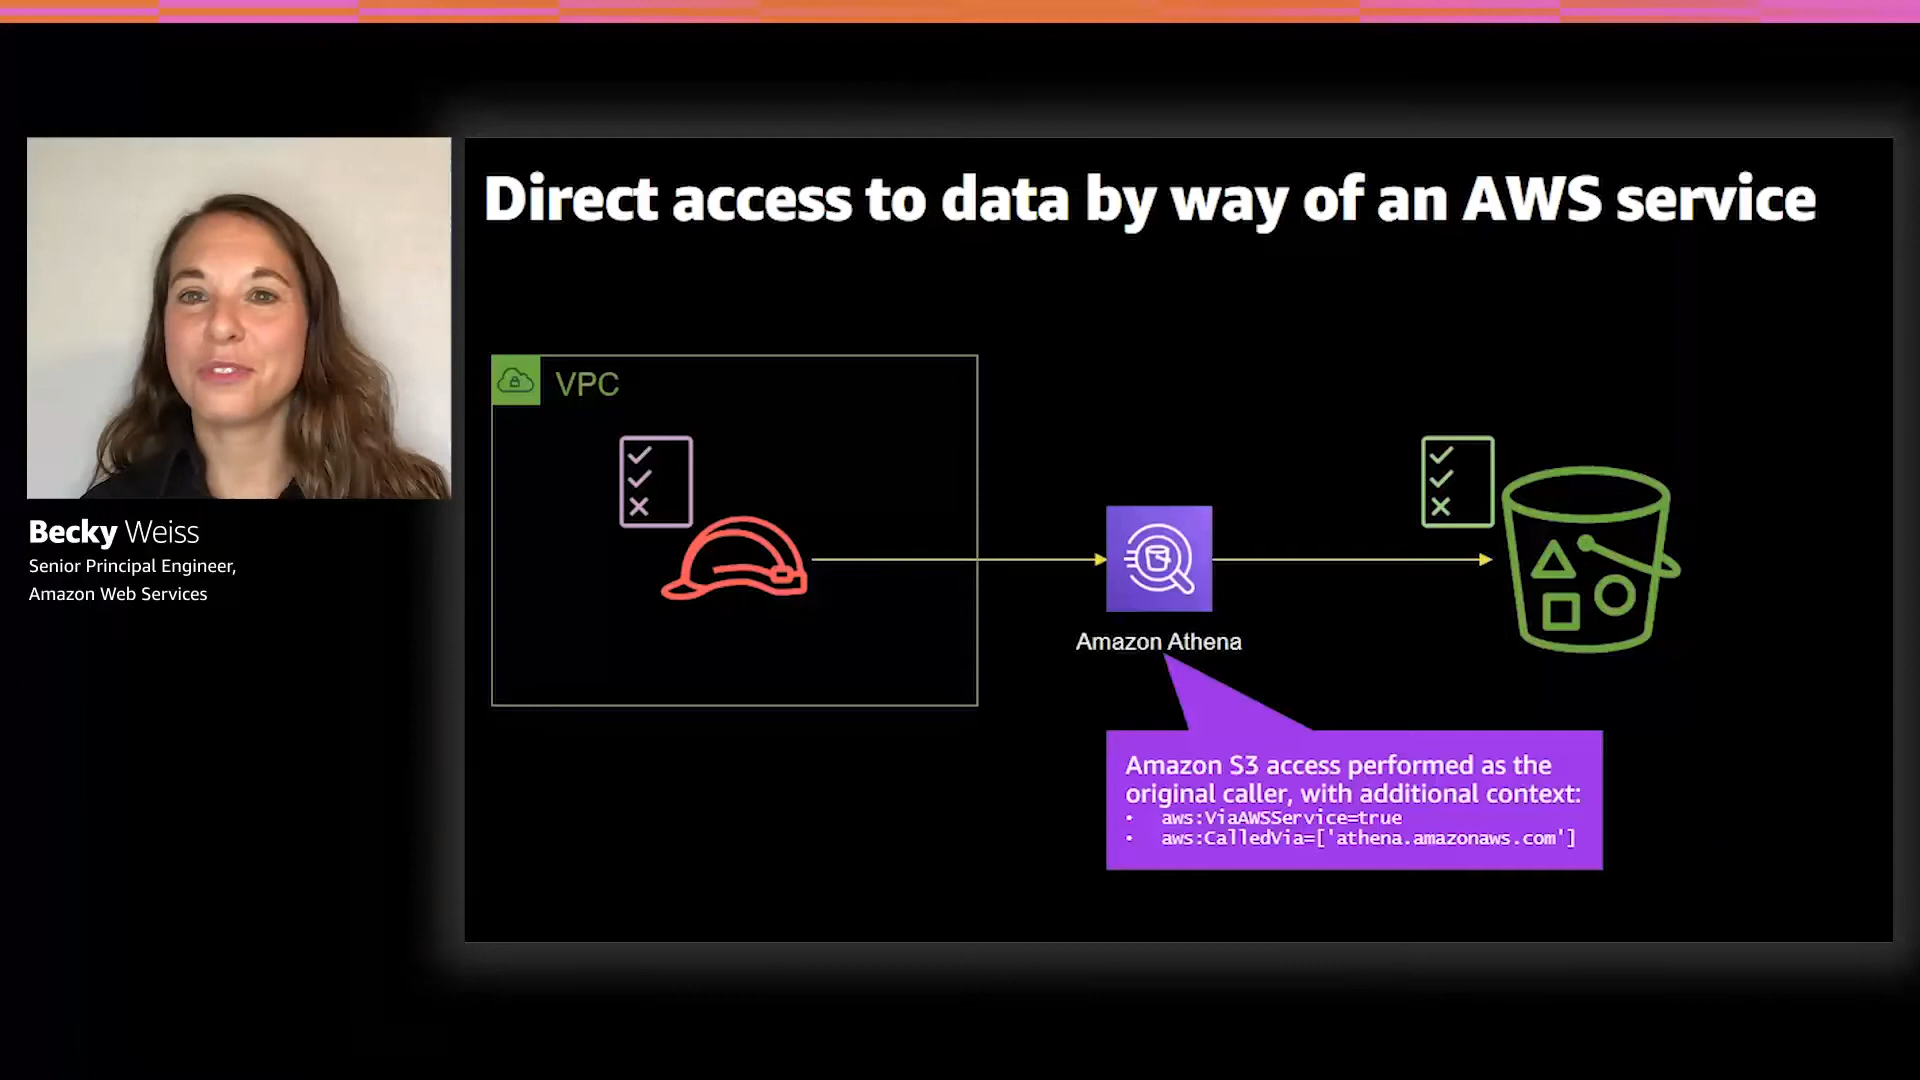 Direct access to data by way of an AWS service
VPC
Becky Weiss
Senior Principal Engineer,
Amazon Web Services
Amazon Athena
Amazon S3 access performed as the
original caller, with additional context:
• aws:ViaAWSService=true
• aws:CalledVia=['athena.amazonaws.com']